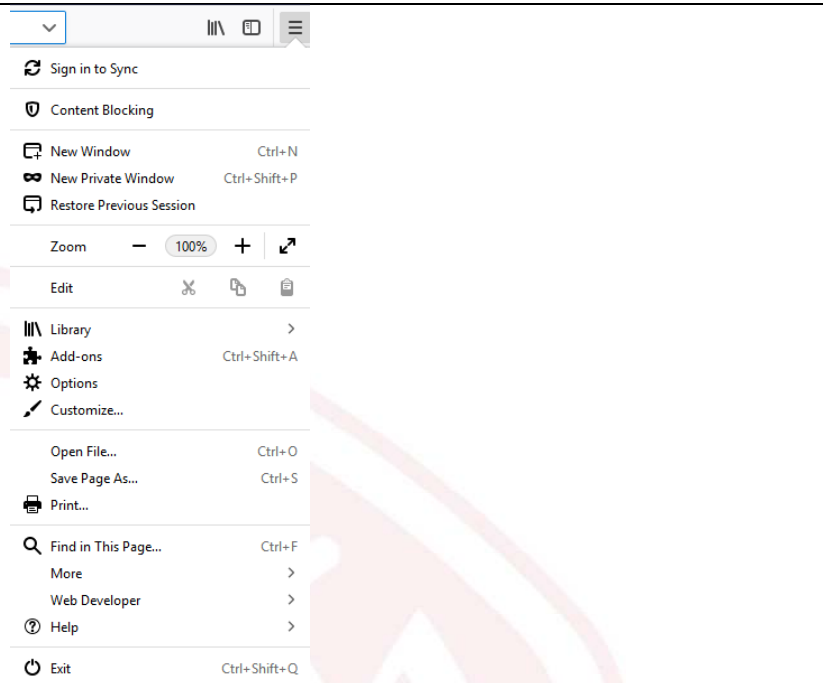 Sign in to Sync
Content Blocking
New Window Ctrl+N
New Private Window Ctrl+Shift+P
Restore Previous Session
Zoom 100%
Edit
Library
Add-ons Ctrl+Shift+A
Options
Customize...
Open File... Ctrl+O
Save Page As... Ctrl+S
Print...
Find in This Page... Ctrl+F
More
Web Developer
Help
Exit Ctrl+Shift+Q